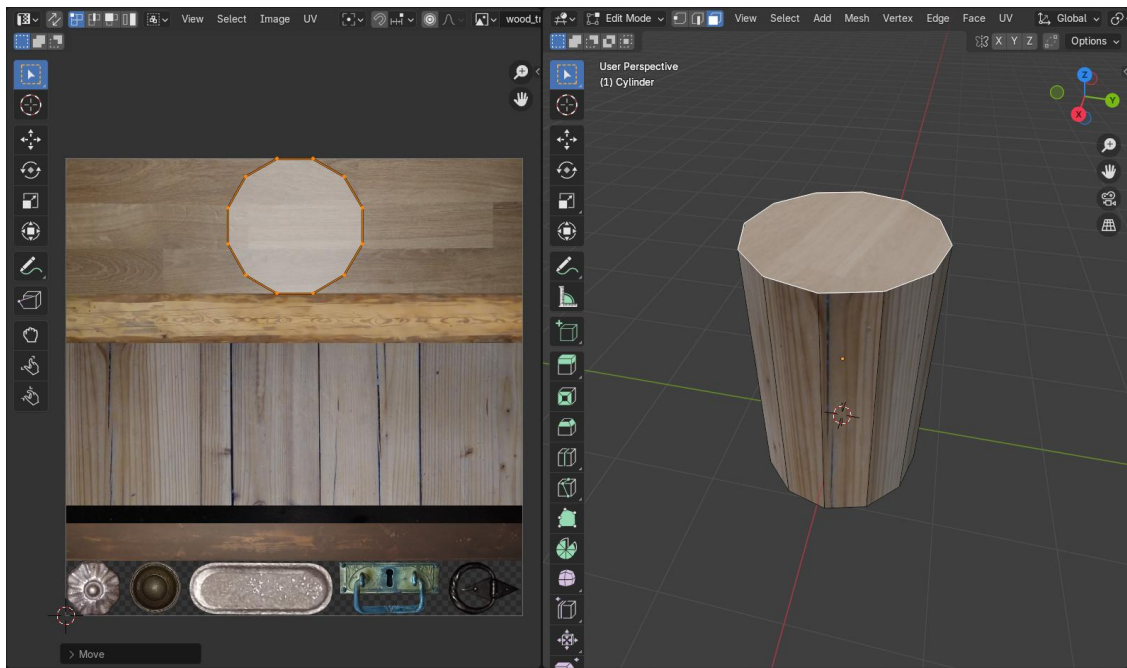 View Select Image UV wood_tr
Edit Mode View Select Add Mesh Vertex Edge Face UV Global
X Y Z Options
User Perspective
(1) Cylinder
Z
Y
X
Move